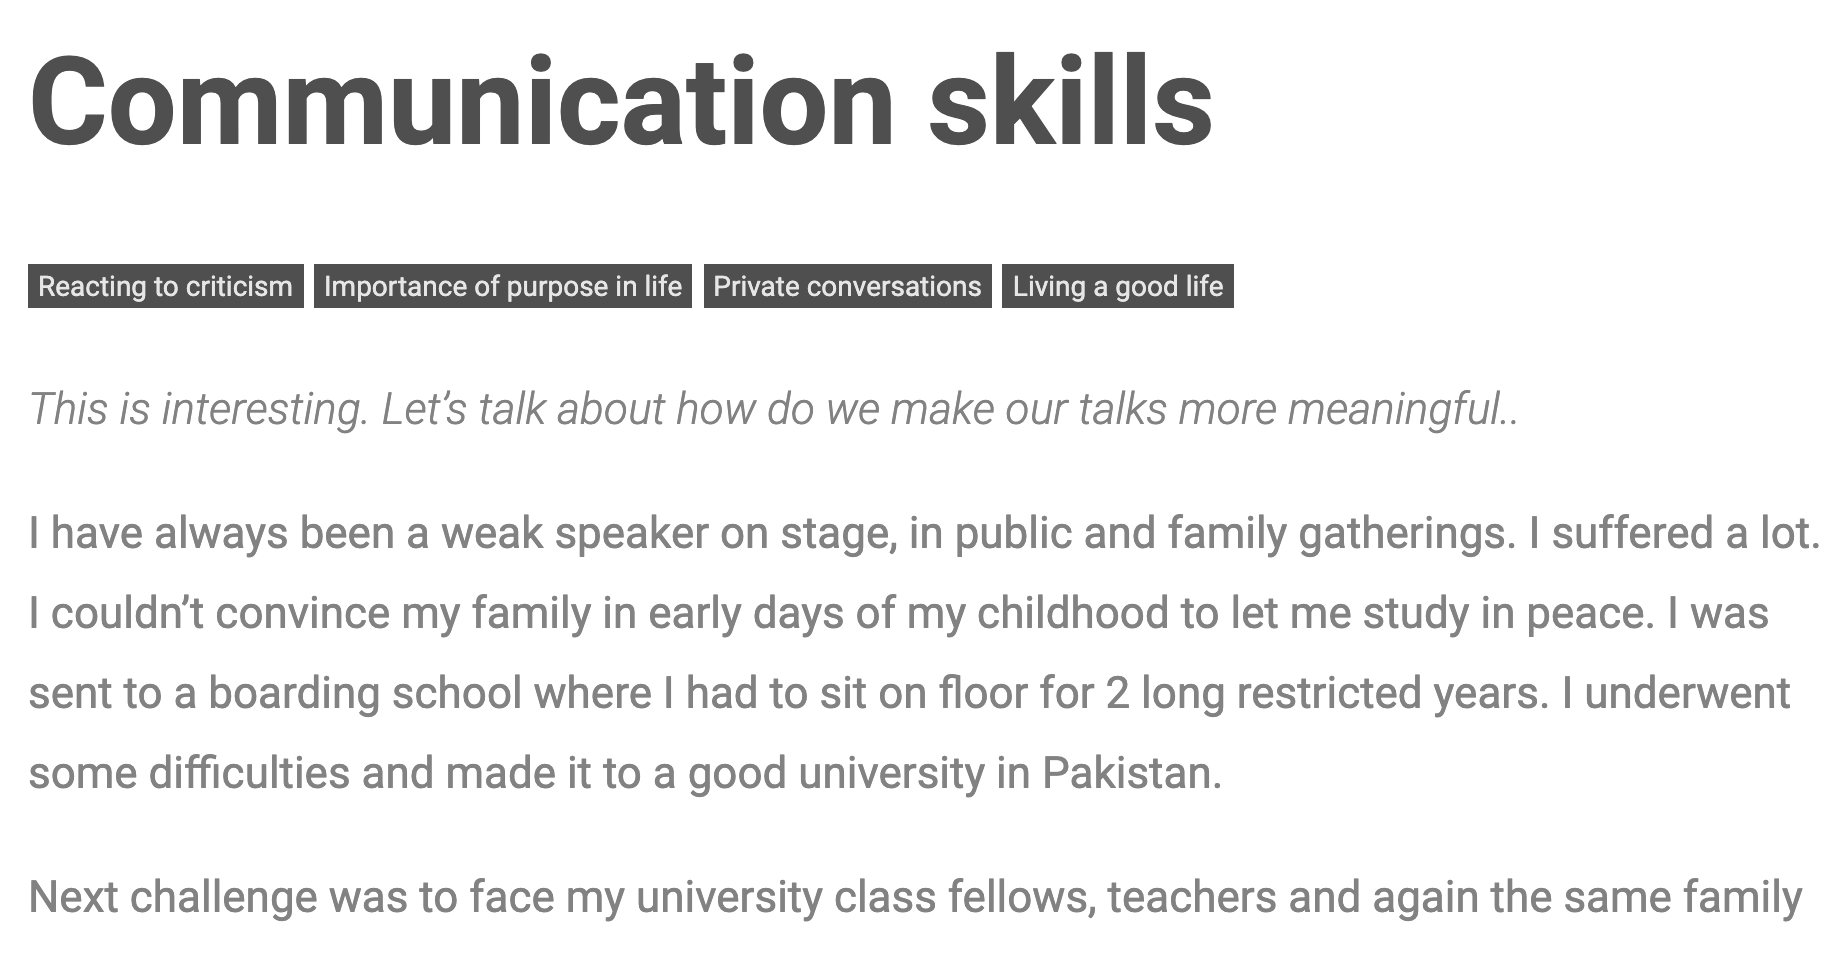 Communication skills
Reacting to criticism Importance of purpose in life Private conversations Living a good life
This is interesting. Let’s talk about how do we make our talks more meaningful..
I have always been a weak speaker on stage, in public and family gatherings. I suffered a lot.
I couldn’t convince my family in early days of my childhood to let me study in peace. I was
sent to a boarding school where I had to sit on floor for 2 long restricted years. I underwent
some difficulties and made it to a good university in Pakistan.
Next challenge was to face my university class fellows, teachers and again the same family